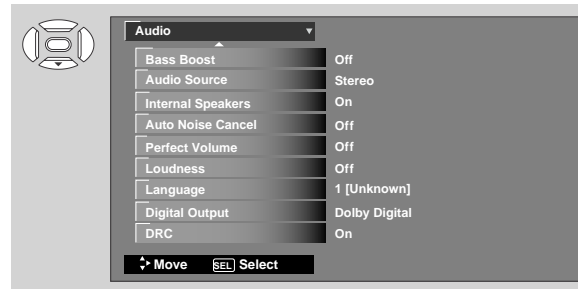 Audio
Bass Boost Off
Audio Source Stereo
Internal Speakers On
Auto Noise Cancel Off
Perfect Volume Off
Loudness Off
Language 1 [Unknown]
Digital Output Dolby Digital
DRC On
Move SEL Select